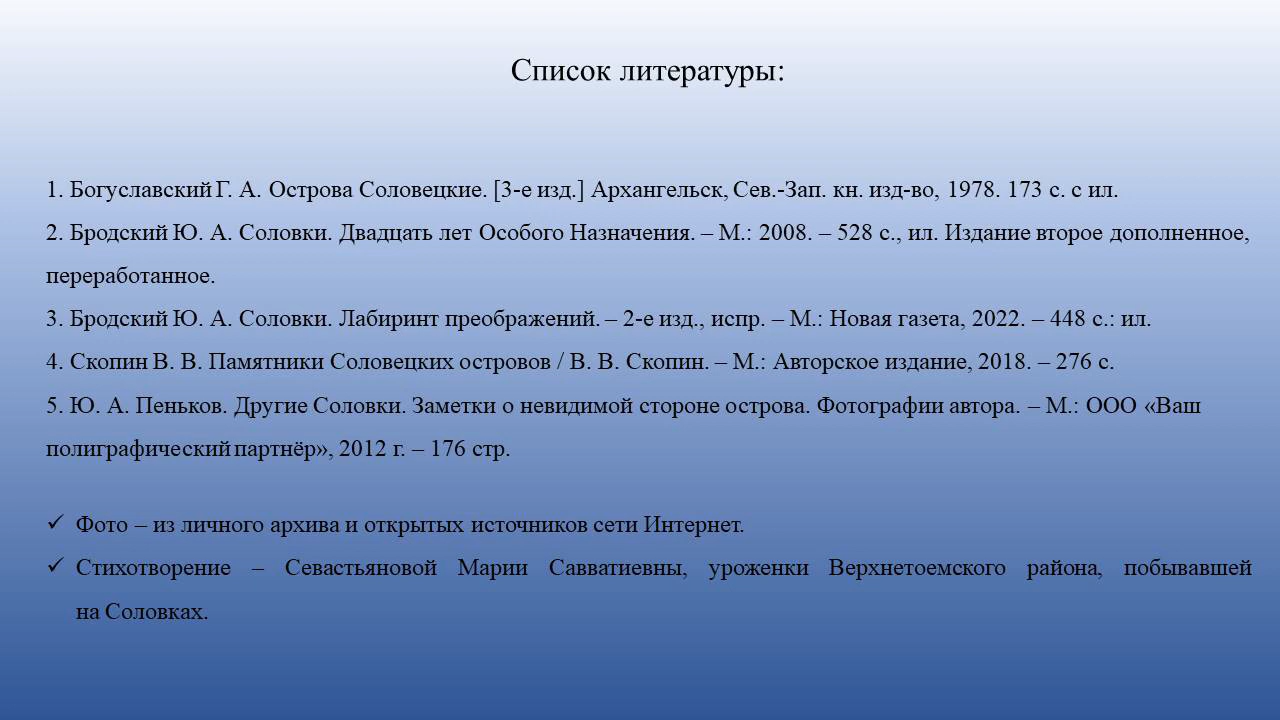 Список литературы:
1. Богуславский Г. А. Острова Соловецкие. [3-е изд.] Архангельск, Сев.-Зап. кн. изд-во, 1978. 173 с. с ил.
2. Бродский Ю. А. Соловки. Двадцать лет Особого Назначения. – М.: 2008. – 528 с., ил. Издание второе дополненное,
переработанное.
3. Бродский Ю. А. Соловки. Лабиринт преображений. – 2-е изд., испр. – М.: Новая газета, 2022. – 448 с.: ил.
4. Скопин В. В. Памятники Соловецких островов / В. В. Скопин. – М.: Авторское издание, 2018. – 276 с.
5. Ю. А. Пеньков. Другие Соловки. Заметки о невидимой стороне острова. Фотографии автора. – М.: ООО «Ваш
полиграфический партнёр», 2012 г. – 176 стр.
✓ Фото – из личного архива и открытых источников сети Интернет.
✓ Стихотворение – Севастьяновой Марии Савватиевны, уроженки Верхнетоемского района, побывавшей
на Соловках.